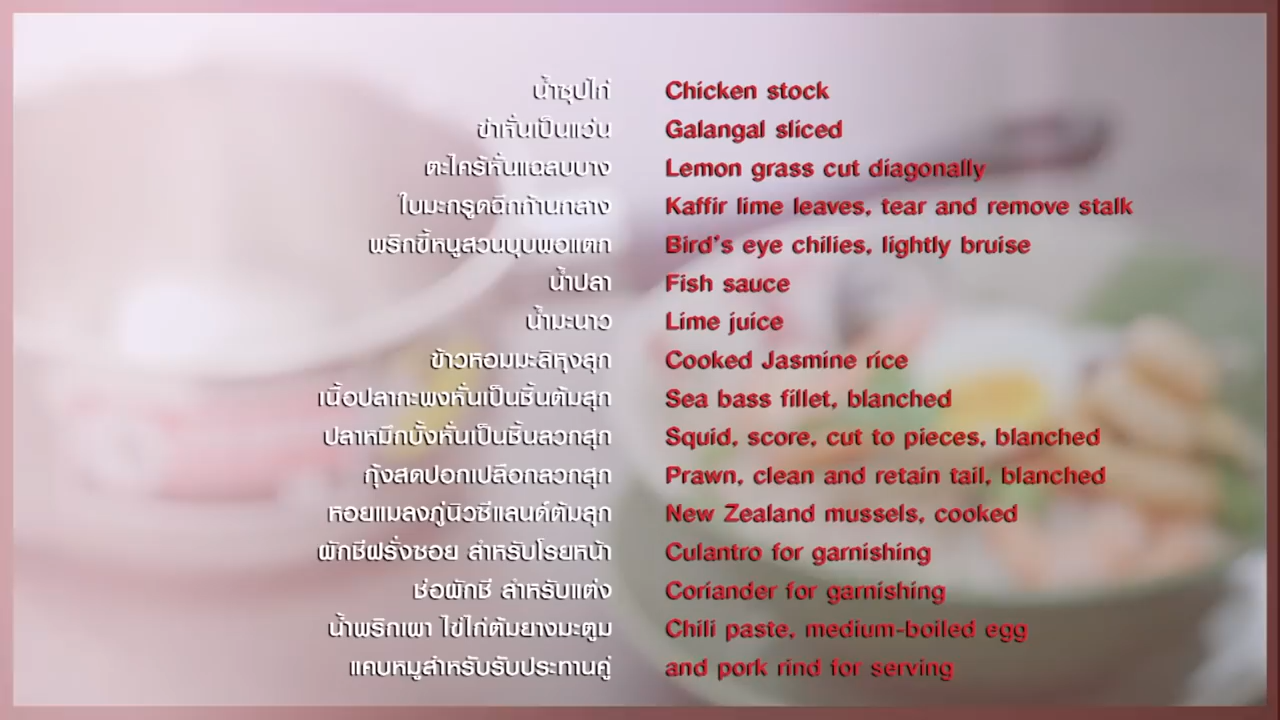 น้ำซุปไก่ Chicken stock
ข่าหั่นเป็นแว่น Galangal sliced
ตะไคร้หั่นแฉลบบาง Lemon grass cut diagonally
ใบมะกรูดฉีกก้านกลาง Kaffir lime leaves, tear and remove stalk
พริกขี้หนูสวนบุบพอแตก Bird's eye chilies, lightly bruise
น้ำปลา Fish sauce
น้ำมะนาว Lime juice
ข้าวหอมมะลิหุงสุก Cooked Jasmine rice
เนื้อปลากะพงหั่นเป็นชิ้นต้มสุก Sea bass fillet, blanched
ปลาหมึกบั้งหั่นเป็นชิ้นลวกสุก Squid, score, cut to pieces, blanched
กุ้งสดปอกเปลือกลวกสุก Prawn, clean and retain tail, blanched
หอยแมลงภู่นิวซีแลนด์ต้มสุก New Zealand mussels, cooked
ผักชีฝรั่งซอย สำหรับโรยหน้า Culantro for garnishing
ช่อผักชี สำหรับแต่ง Coriander for garnishing
น้ำพริกเผา ไข่ไก่ต้มยางมะตูม Chili paste, medium-boiled egg
แคบหมูสำหรับรับประทานคู่ and pork rind for serving